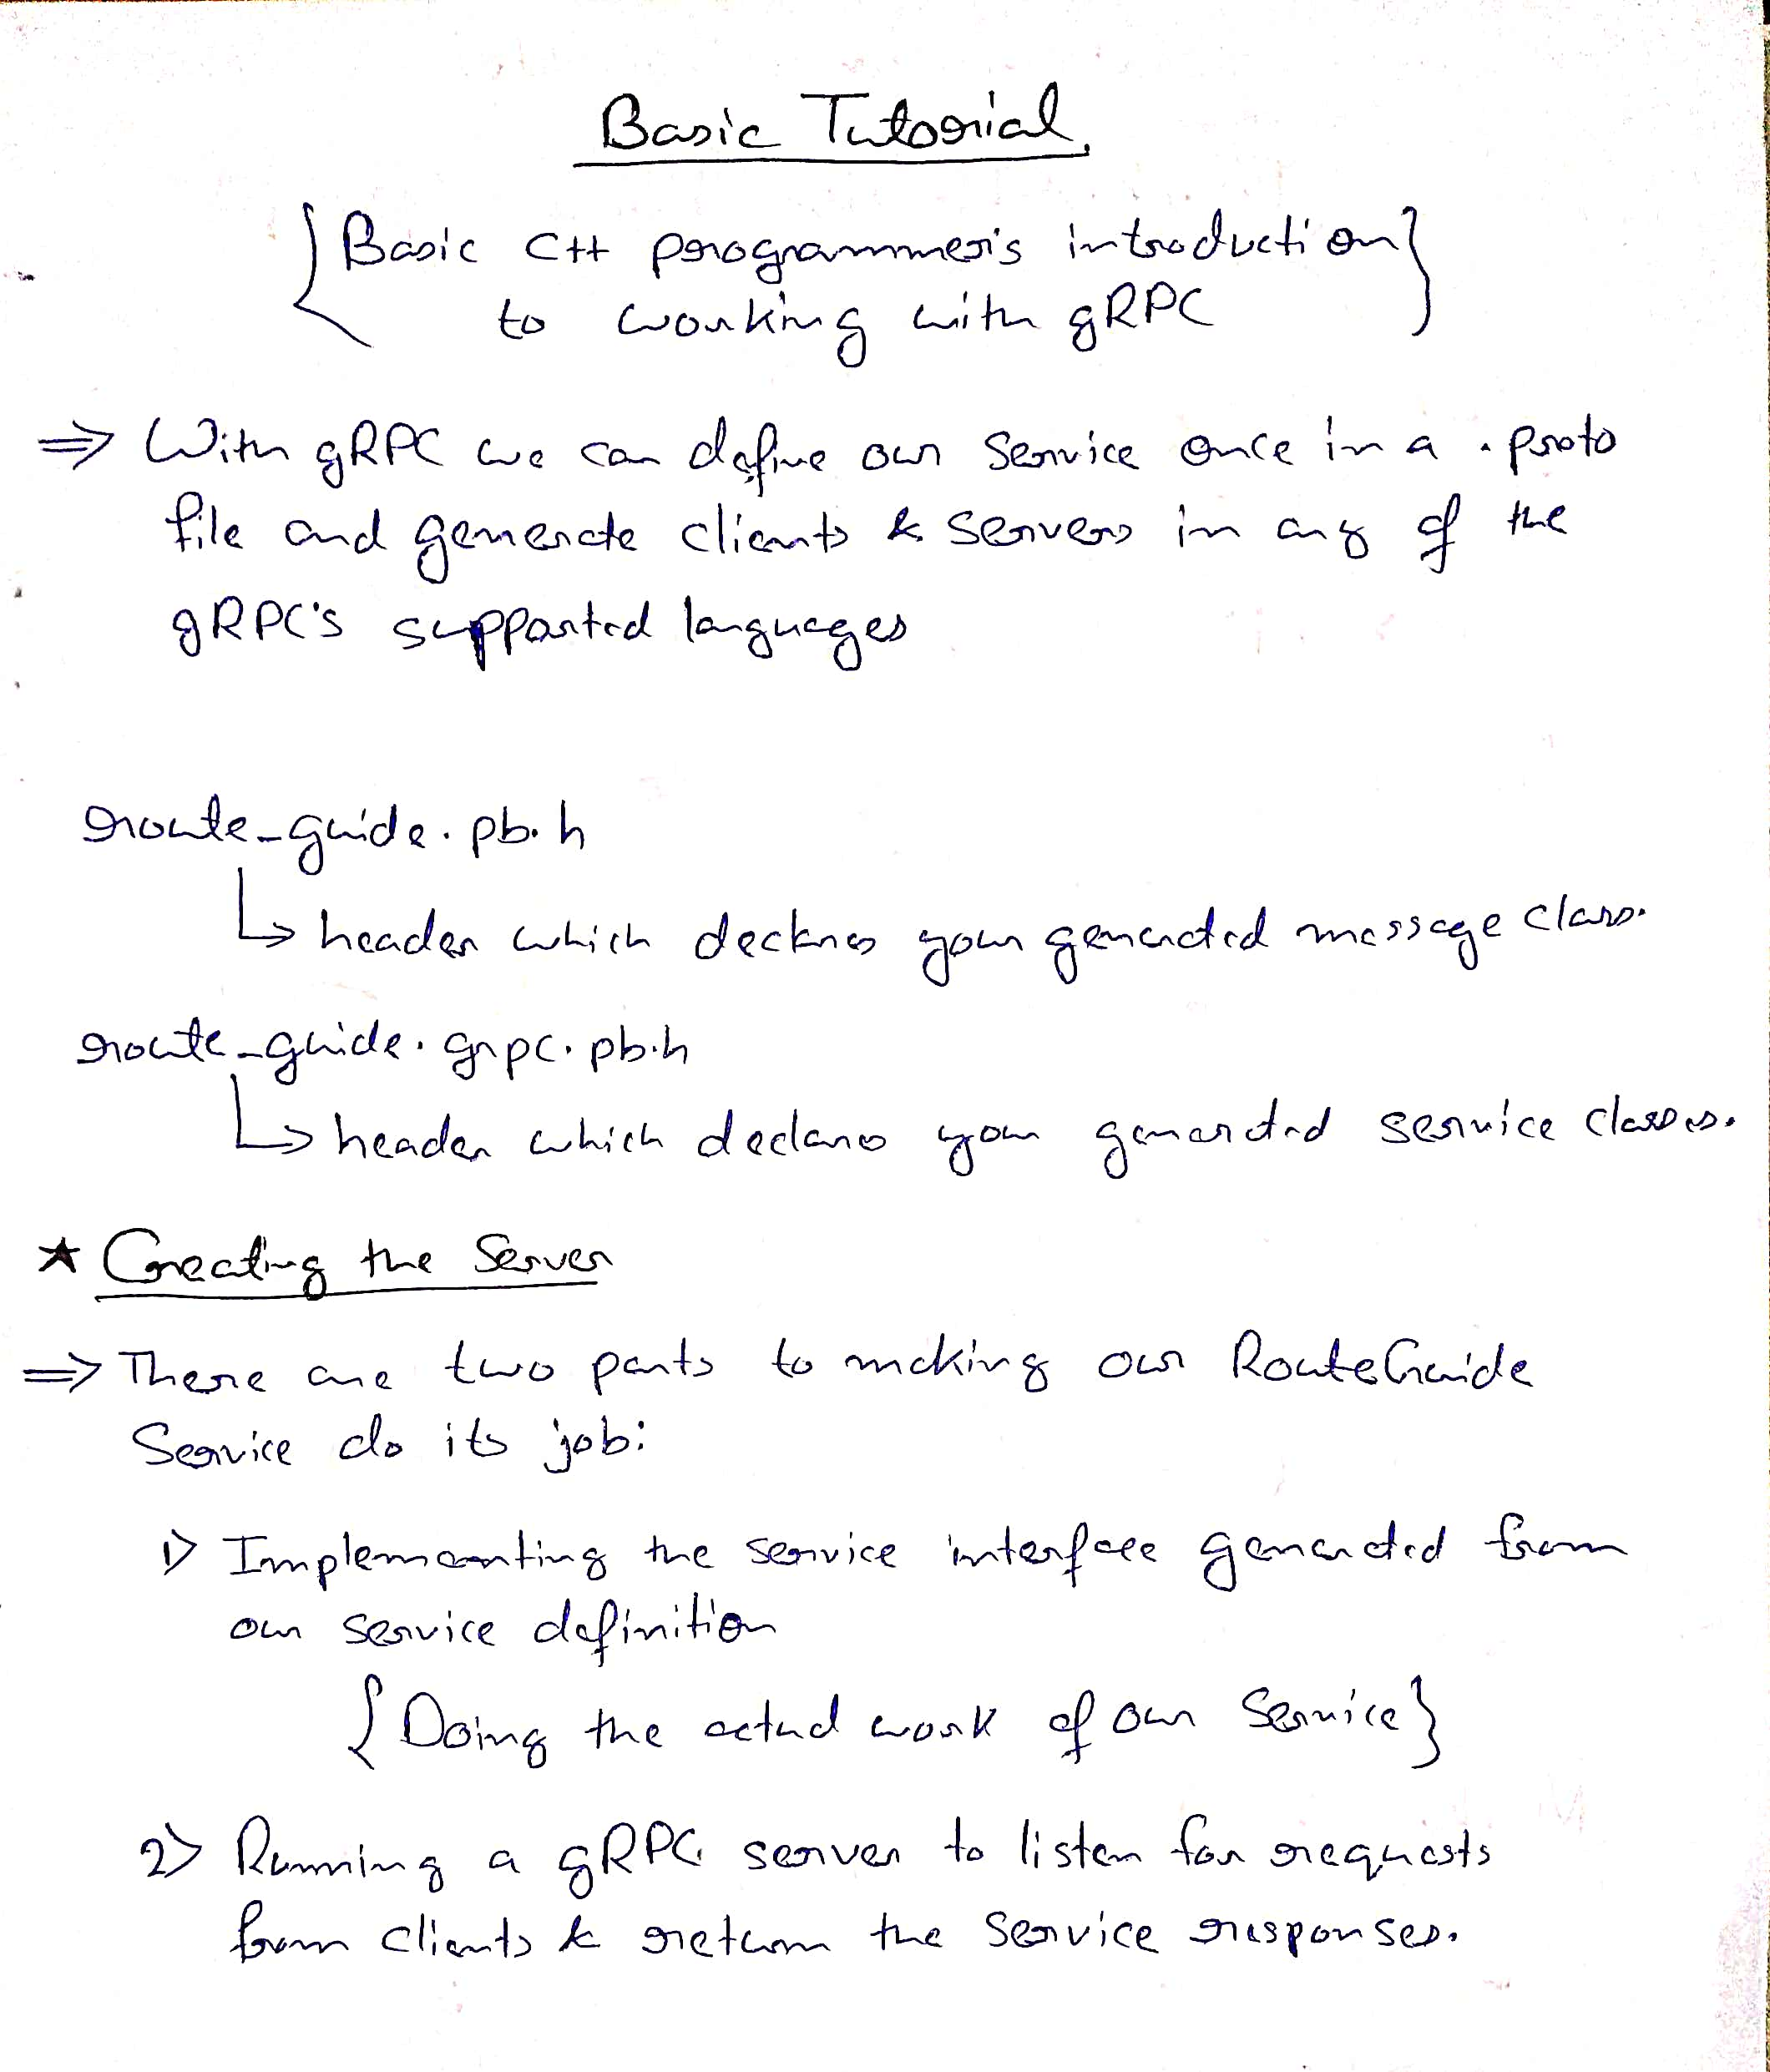 Basic Tutorial,
{Basic C++ programmer's introduction}
to working with gRPC
⇒ With gRPC we can define our Service once in a .proto
file and generate clients & servers in any of the
gRPC's supported languages
route_guide.pb.h
↳ header which declares your generated message class.
route_guide.grpc.pb.h
↳ header which declares your generated service classes.
★ Creating the Server
⇒ There are two parts to making our RouteGuide
Service do its job:
1> Implementing the service interface generated from
our service definition
{Doing the actual work of our Service}
2> Running a gRPC server to listen for requests
from clients & return the service responses.